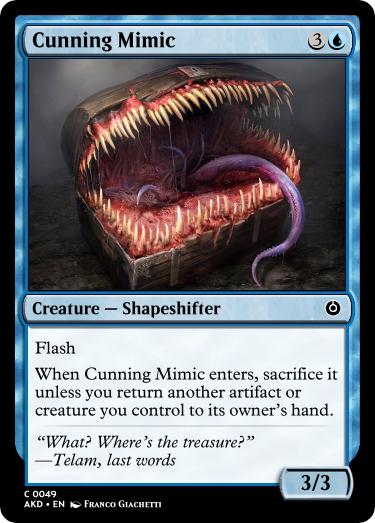 Cunning Mimic 3
Creature — Shapeshifter
Flash
When Cunning Mimic enters, sacrifice it
unless you return another artifact or
creature you control to its owner's hand.
“What? Where's the treasure?”
—Telam, last words
3/3
C 0049
AKD • EN Franco Giachetti